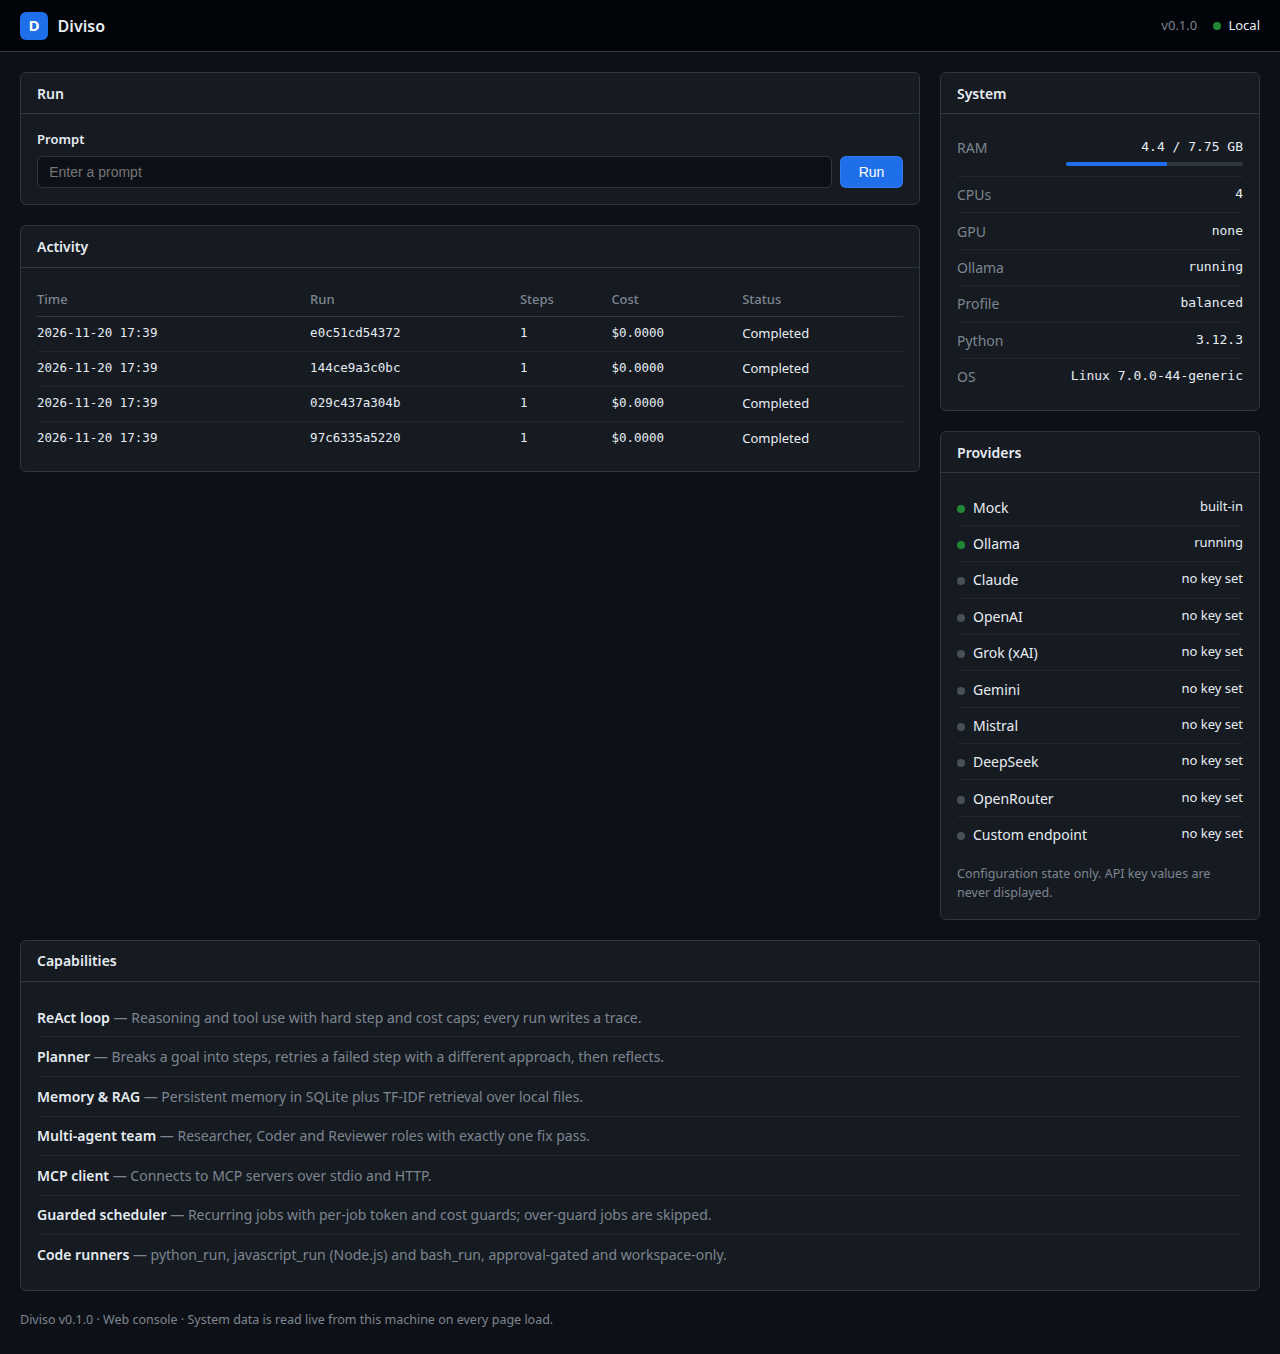 D Diviso
v0.1.0 Local
Run
Prompt
Enter a prompt Run
Activity
Time Run Steps Cost Status
2026-11-20 17:39 e0c51cd54372 1 $0.0000 Completed
2026-11-20 17:39 144ce9a3c0bc 1 $0.0000 Completed
2026-11-20 17:39 029c437a304b 1 $0.0000 Completed
2026-11-20 17:39 97c6335a5220 1 $0.0000 Completed
System
RAM 4.4 / 7.75 GB
CPUs 4
GPU none
Ollama running
Profile balanced
Python 3.12.3
OS Linux 7.0.0-44-generic
Providers
Mock built-in
Ollama running
Claude no key set
OpenAI no key set
Grok (xAI) no key set
Gemini no key set
Mistral no key set
DeepSeek no key set
OpenRouter no key set
Custom endpoint no key set
Configuration state only. API key values are
never displayed.
Capabilities
ReAct loop — Reasoning and tool use with hard step and cost caps; every run writes a trace.
Planner — Breaks a goal into steps, retries a failed step with a different approach, then reflects.
Memory & RAG — Persistent memory in SQLite plus TF-IDF retrieval over local files.
Multi-agent team — Researcher, Coder and Reviewer roles with exactly one fix pass.
MCP client — Connects to MCP servers over stdio and HTTP.
Guarded scheduler — Recurring jobs with per-job token and cost guards; over-guard jobs are skipped.
Code runners — python_run, javascript_run (Node.js) and bash_run, approval-gated and workspace-only.
Diviso v0.1.0 · Web console · System data is read live from this machine on every page load.